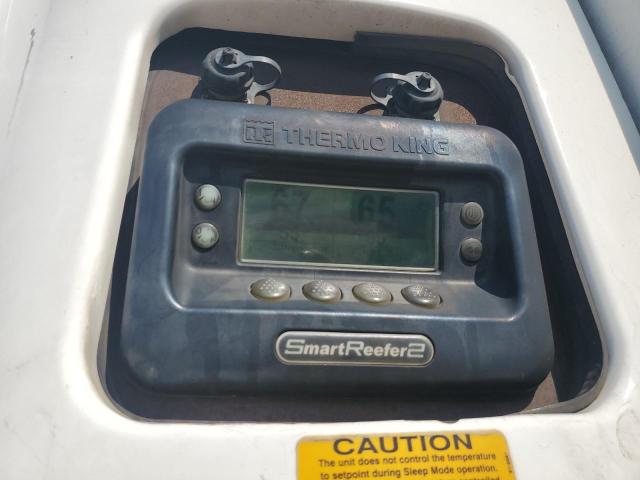 THERMO KING
67 65
SmartReefer2
CAUTION
The unit does not control the temperature
to setpoint during Sleep Mode operation.